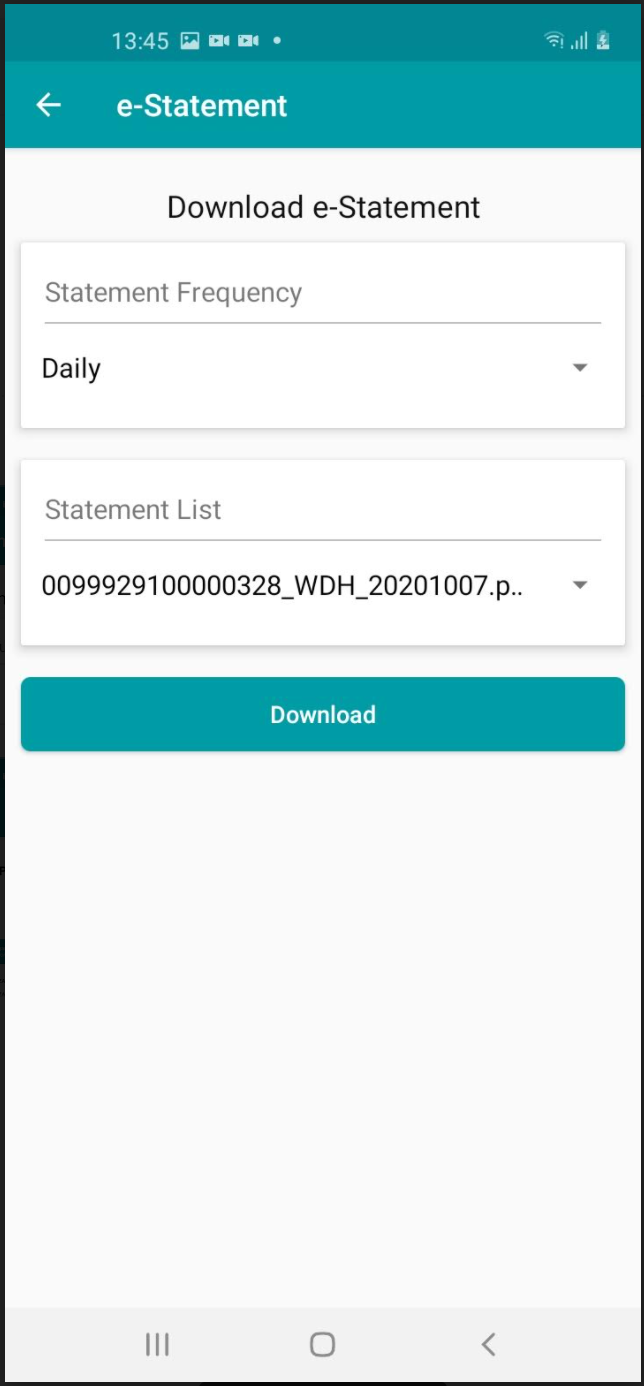 13:45
e-Statement
Download e-Statement
Statement Frequency
Daily
Statement List
0099929100000328_WDH_20201007.p..
Download